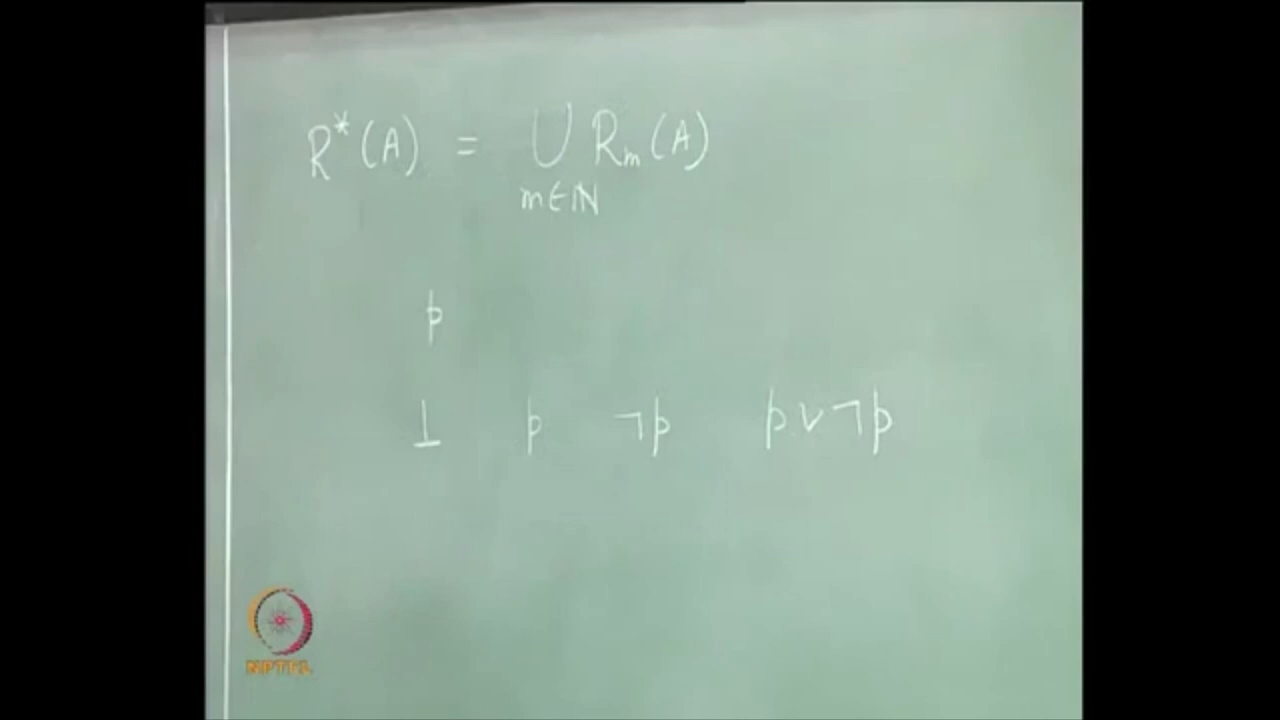 R*(A) = ∪ Rₘ(A)
m∈ℕ
p
⊥ p ¬p p∨¬p
NPTEL